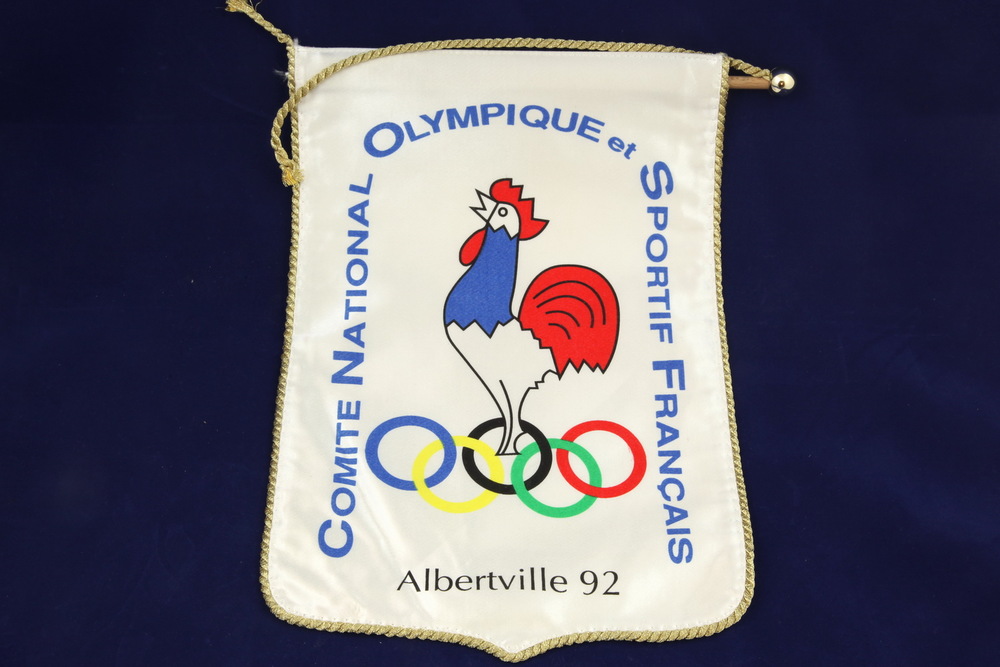 COMITE NATIONAL OLYMPIQUE et SPORTIF FRANÇAIS
Albertville 92